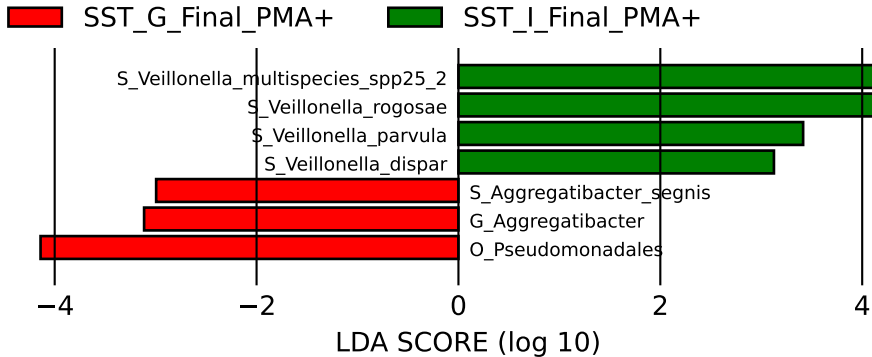 SST_G_Final_PMA+ SST_I_Final_PMA+
S_Veillonella_multispecies_spp25_2
S_Veillonella_rogosae
S_Veillonella_parvula
S_Veillonella_dispar
S_Aggregatibacter_segnis
G_Aggregatibacter
O_Pseudomonadales
−4 −2 0 2 4
LDA SCORE (log 10)